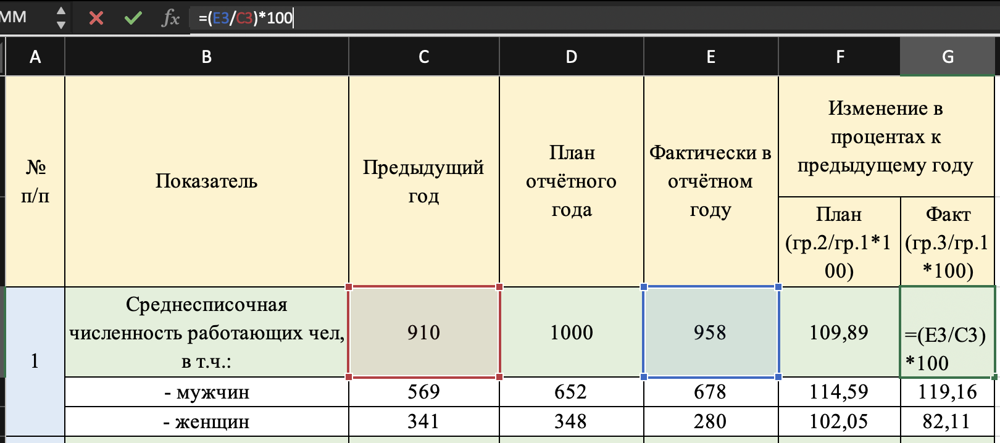 ММ fx =(E3/C3)*100
A B C D E F G
№
п/п
Показатель
Предыдущий
год
План
отчётного
года
Фактически в
отчётном
году
Изменение в
процентах к
предыдущему году
План
(гр.2/гр.1*1
00)
Факт
(гр.3/гр.1
*100)
1
Среднесписочная
численность работающих чел,
в т.ч.:
910 1000 958 109,89
=(E3/C3)
*100
- мужчин 569 652 678 114,59 119,16
- женщин 341 348 280 102,05 82,11